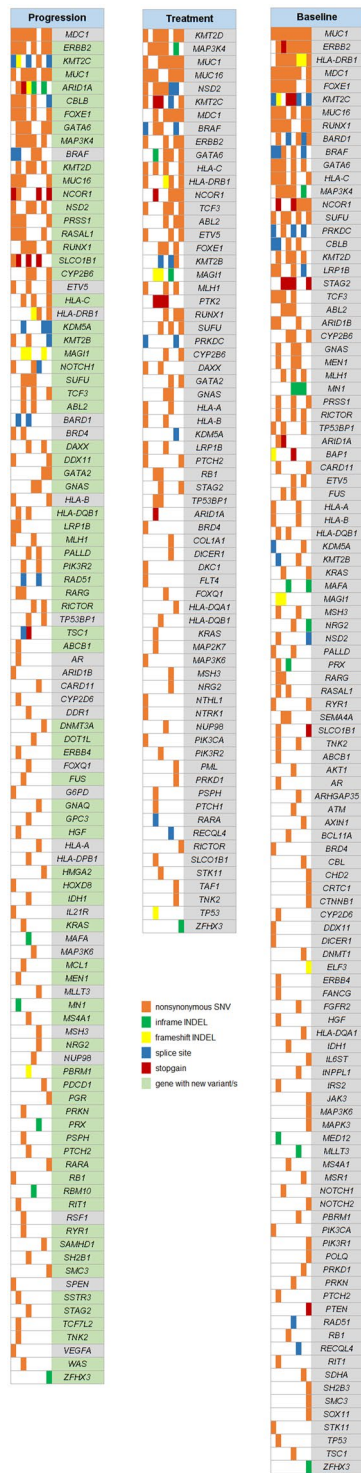 Progression
MDC1
ERBB2
KMT2C
MUC1
ARID1A
CBLB
FOXE1
GATA6
MAP3K4
BRAF
KMT2D
MUC16
NCOR1
NSD2
PRSS1
RASAL1
RUNX1
SLCO1B1
CYP2B6
ETV5
HLA-C
HLA-DRB1
KDM5A
KMT2B
MAGI1
NOTCH1
SUFU
TCF3
ABL2
BARD1
BRD4
DAXX
DDX11
GATA2
GNAS
HLA-B
HLA-DQB1
LRP1B
MLH1
PALLD
PIK3R2
RAD51
RARG
RICTOR
TP53BP1
TSC1
ABCB1
AR
ARID1B
CARD11
CYP2D6
DDR1
DNMT3A
DOT1L
ERBB4
FOXQ1
FUS
G6PD
GNAQ
GPC3
HGF
HLA-A
HLA-DPB1
HMGA2
HOXD8
IDH1
IL21R
KRAS
MAFA
MAP3K6
MCL1
MEN1
MLLT3
MN1
MS4A1
MSH3
NRG2
NUP98
PBRM1
PDCD1
PGR
PRKN
PRX
PSPH
PTCH2
RARA
RB1
RBM10
RIT1
RSF1
RYR1
SAMHD1
SH2B1
SMC3
SPEN
SSTR3
STAG2
TCF7L2
TNK2
VEGFA
WAS
ZFHX3
Treatment
KMT2D
MAP3K4
MUC1
MUC16
NSD2
KMT2C
MDC1
BRAF
ERBB2
GATA6
HLA-C
HLA-DRB1
NCOR1
TCF3
ABL2
ETV5
FOXE1
KMT2B
MAGI1
MLH1
PTK2
RUNX1
SUFU
PRKDC
CYP2B6
DAXX
GATA2
GNAS
HLA-A
HLA-B
KDM5A
LRP1B
PTCH2
RB1
STAG2
TP53BP1
ARID1A
BRD4
COL1A1
DICER1
DKC1
FLT4
FOXQ1
HLA-DQA1
HLA-DQB1
KRAS
MAP2K7
MAP3K6
MSH3
NRG2
NTHL1
NTRK1
NUP98
PIK3CA
PIK3R2
PML
PRKD1
PSPH
PTCH1
RARA
RECQL4
RICTOR
SLCO1B1
STK11
TAF1
TNK2
TP53
ZFHX3
nonsynonymous SNV
inframe INDEL
frameshift INDEL
splice site
stopgain
gene with new variant/s
Baseline
MUC1
ERBB2
HLA-DRB1
MDC1
FOXE1
KMT2C
MUC16
RUNX1
BARD1
BRAF
GATA6
HLA-C
MAP3K4
NCOR1
SUFU
PRKDC
CBLB
KMT2D
LRP1B
STAG2
TCF3
ABL2
ARID1B
CYP2B6
GNAS
MEN1
MLH1
MN1
PRSS1
RICTOR
TP53BP1
ARID1A
BAP1
CARD11
ETV5
FUS
HLA-A
HLA-B
HLA-DQB1
KDM5A
KMT2B
KRAS
MAFA
MAGI1
MSH3
NRG2
NSD2
PALLD
PRX
RARG
RASAL1
RYR1
SEMA4A
SLCO1B1
TNK2
ABCB1
AKT1
AR
ARHGAP35
ATM
AXIN1
BCL11A
BRD4
CBL
CHD2
CRTC1
CTNNB1
CYP2D6
DDX11
DICER1
DNMT1
ELF3
ERBB4
FANCG
FGFR2
HGF
HLA-DQA1
IDH1
IL6ST
INPPL1
IRS2
JAK3
MAP3K6
MAPK3
MED12
MLLT3
MS4A1
MSR1
NOTCH1
NOTCH2
PBRM1
PIK3CA
PIK3R1
POLQ
PRKD1
PRKN
PTCH2
PTEN
RAD51
RB1
RECQL4
RIT1
SDHA
SH2B3
SMC3
SOX11
STK11
TP53
TSC1
ZFHX3